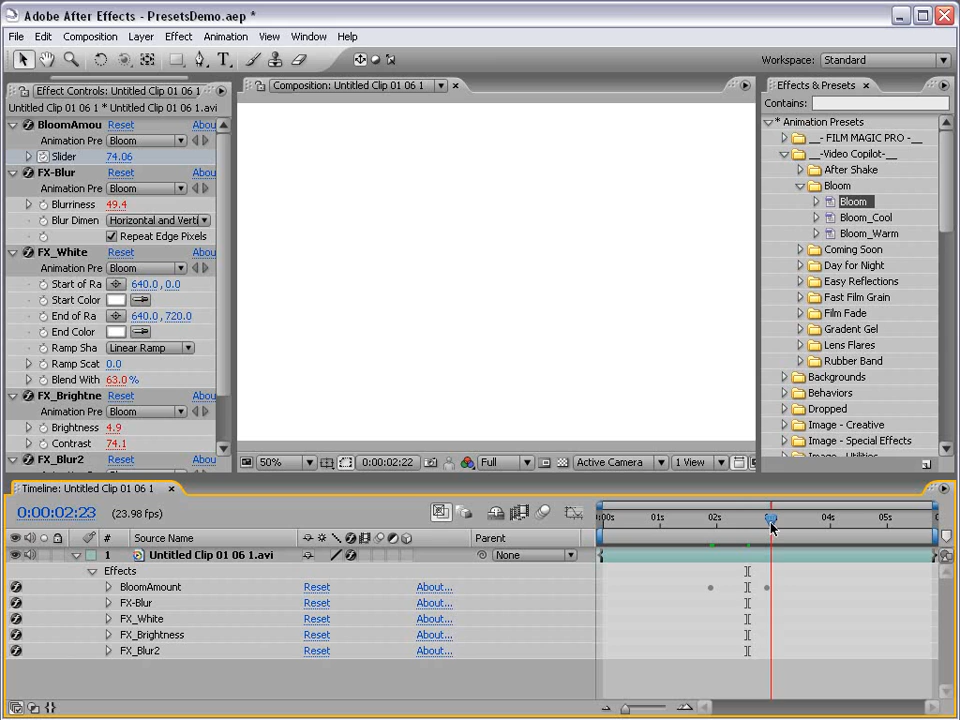 Adobe After Effects - PresetsDemo.aep *
File Edit Composition Layer Effect Animation View Window Help
Workspace: Standard
Effect Controls: Untitled Clip 01 06 1
Untitled Clip 01 06 1 * Untitled Clip 01 06 1.avi
BloomAmou Reset Abou
Animation Pre Bloom
Slider 74.06
FX-Blur Reset Abou
Animation Pre Bloom
Blurriness 49.4
Blur Dimen Horizontal and Verti
Repeat Edge Pixels
FX_White Reset Abou
Animation Pre Bloom
Start of Ra 640.0, 0.0
Start Color
End of Ra 640.0, 720.0
End Color
Ramp Sha Linear Ramp
Ramp Scat 0.0
Blend With 63.0 %
FX_Brightne Reset Abou
Animation Pre Bloom
Brightness 4.9
Contrast 74.1
FX_Blur2 Reset Abou
Composition: Untitled Clip 01 06 1
50% 0:00:02:22 Full Active Camera 1 View
Effects & Presets
Contains:
* Animation Presets
__- FILM MAGIC PRO -__
__-Video Copilot-__
After Shake
Bloom
Bloom
Bloom_Cool
Bloom_Warm
Coming Soon
Day for Night
Easy Reflections
Fast Film Grain
Film Fade
Gradent Gel
Lens Flares
Rubber Band
Backgrounds
Behaviors
Dropped
Image - Creative
Image - Special Effects
Image - Utilities
Timeline: Untitled Clip 01 06 1
0:00:02:23 (23.98 fps)
00s 01s 02s 04s 05s
# Source Name Parent
1 Untitled Clip 01 06 1.avi None
Effects
BloomAmount Reset About...
FX-Blur Reset About...
FX_White Reset About...
FX_Brightness Reset About...
FX_Blur2 Reset About...